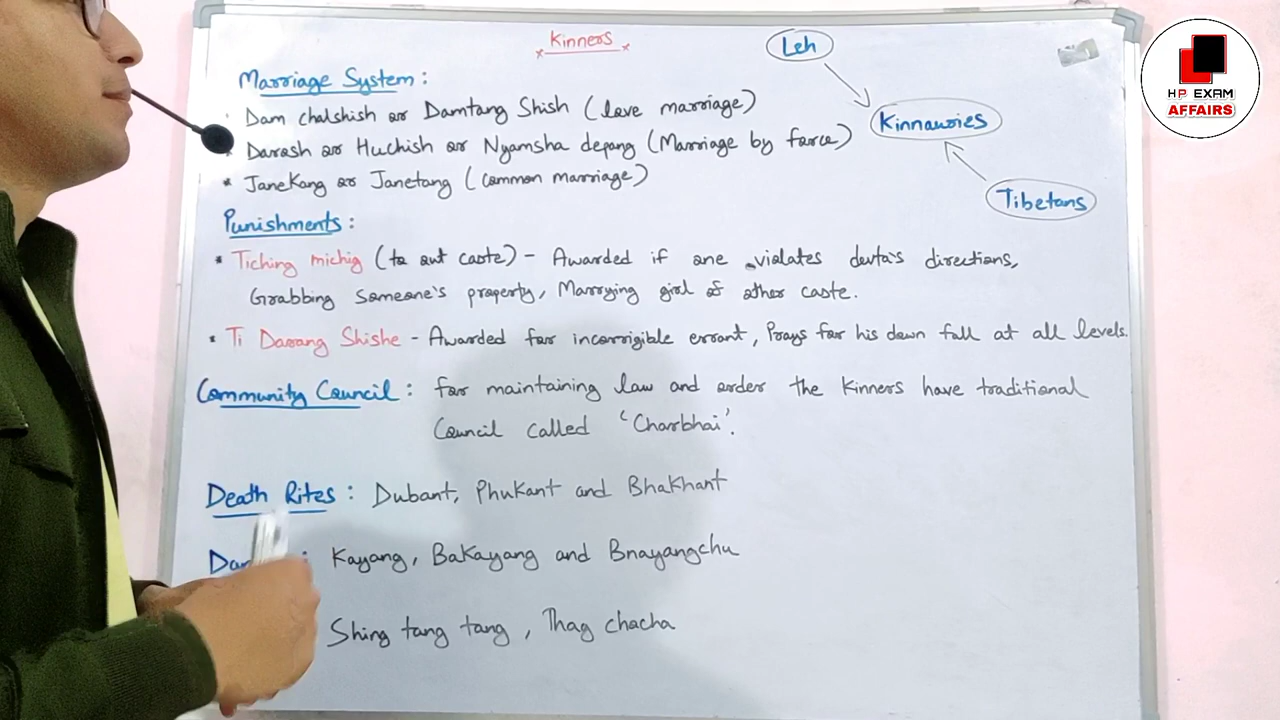 Kinners
Leh
Marriage System:
Dam chalshish or Damtang Shish (love marriage)
Kinnauries
Darosh or Huchish or Nyamsha depang (Marriage by force)
* Janekang or Janetang (common marriage)
Tibetans
Punishments:
* Tiching michig (to out caste) - Awarded if one violates devta's directions,
Grabbing someone's property, Marrying girl of other caste.
* Ti Darang Shishe - Awarded for incorrigible errant, Prays for his down fall at all levels.
Community Council: for maintaining law and order the Kinners have traditional
Council called 'Charbhai'.
Death Rites: Dubant, Phukant and Bhakhant
Kayang, Bakayang and Bnayangchu
Shing tang tang, Thag chacha
HP EXAM
AFFAIRS